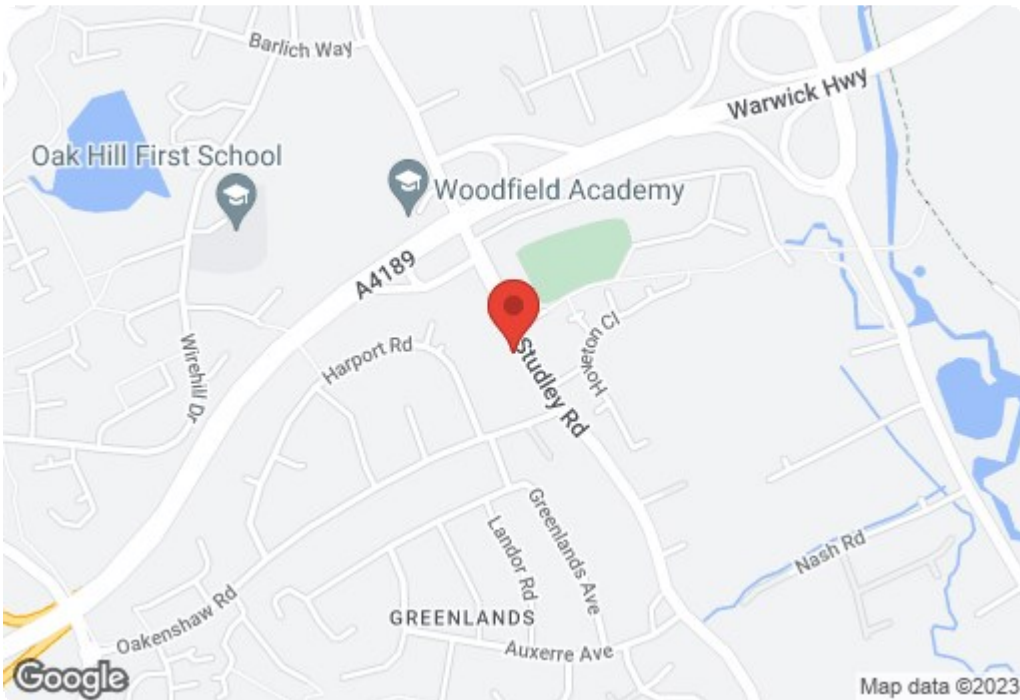 Barlich Way
Warwick Hwy
Oak Hill First School
Woodfield Academy
A4189
Wirehill Dr
Harport Rd
Studley Rd
Howketon Cl
Greenlands Ave
Landor Rd
Nash Rd
Oakenshaw Rd
GREENLANDS
Auxerre Ave
Google
Map data ©2023